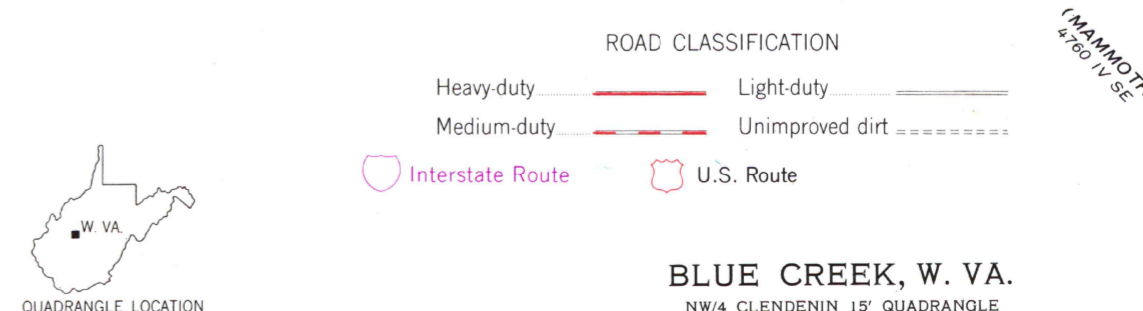 ROAD CLASSIFICATION
Heavy-duty Light-duty
Medium-duty Unimproved dirt
Interstate Route U.S. Route
(MAMMOTH
4760 IV SE
W. VA.
QUADRANGLE LOCATION
BLUE CREEK, W. VA.
NW/4 CLENDENIN 15' QUADRANGLE